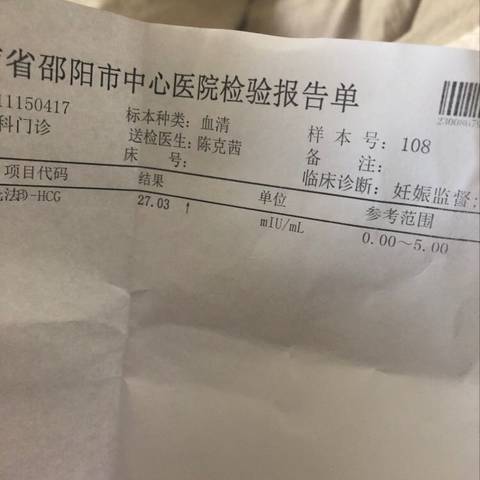 省邵阳市中心医院检验报告单
11150417
标本种类: 血清
科门诊
送检医生: 陈克茜
样 本 号: 108
床 号:
备 注:
临床诊断: 妊娠监督:
项目代码 结果 单位 参考范围
-HCG 27.03 ↑ mIU/mL 0.00～5.00